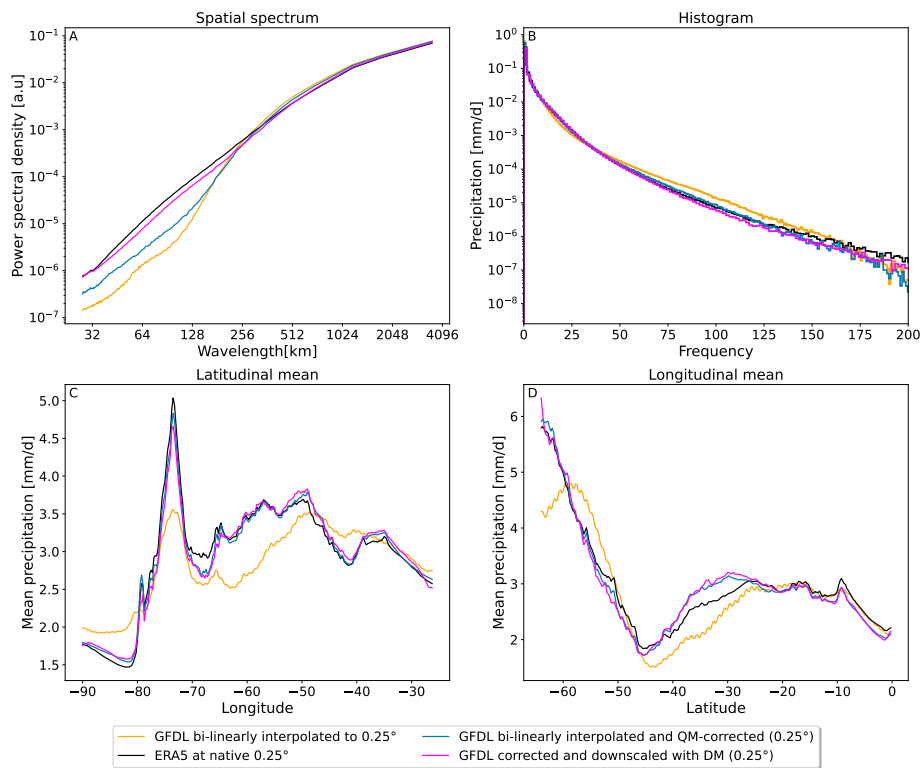 Spatial spectrum
A
10⁻¹
10⁻²
10⁻³
10⁻⁴
10⁻⁵
10⁻⁶
10⁻⁷
Power spectral density [a.u]
32 64 128 256 512 1024 2048 4096
Wavelength[km]
Histogram
B
10⁰
10⁻¹
10⁻²
10⁻³
10⁻⁴
10⁻⁵
10⁻⁶
10⁻⁷
10⁻⁸
Precipitation [mm/d]
0 25 50 75 100 125 150 175 200
Frequency
Latitudinal mean
C
5.0
4.5
4.0
3.5
3.0
2.5
2.0
1.5
Mean precipitation [mm/d]
−90 −80 −70 −60 −50 −40 −30
Longitude
Longitudinal mean
D
6
5
4
3
2
Mean precipitation [mm/d]
−60 −50 −40 −30 −20 −10 0
Latitude
GFDL bi-linearly interpolated to 0.25°
ERA5 at native 0.25°
GFDL bi-linearly interpolated and QM-corrected (0.25°)
GFDL corrected and downscaled with DM (0.25°)